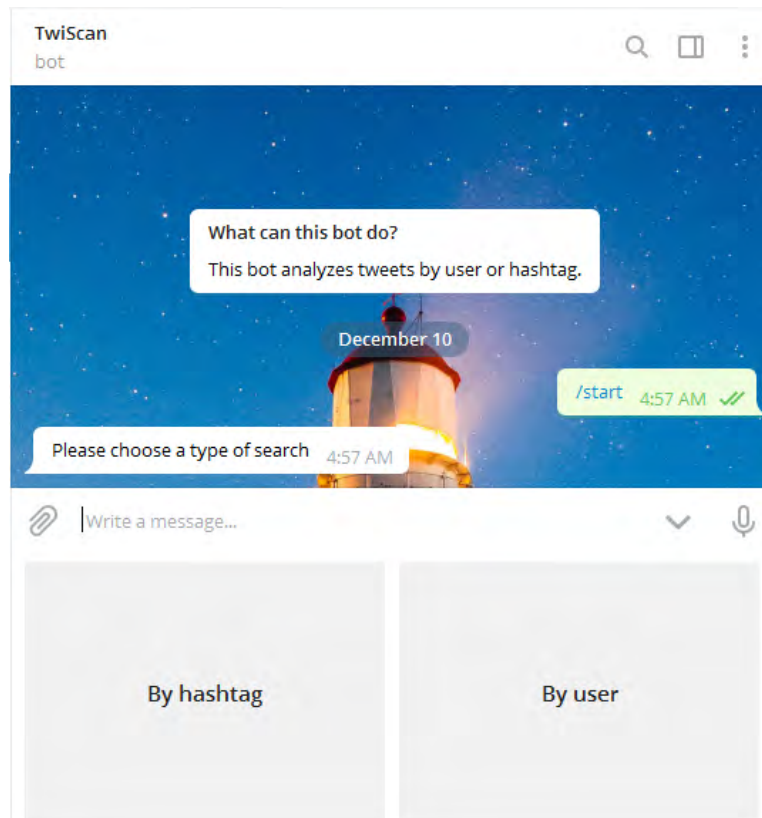 TwiScan
bot
What can this bot do?
This bot analyzes tweets by user or hashtag.
December 10
/start 4:57 AM
Please choose a type of search 4:57 AM
Write a message...
By hashtag
By user